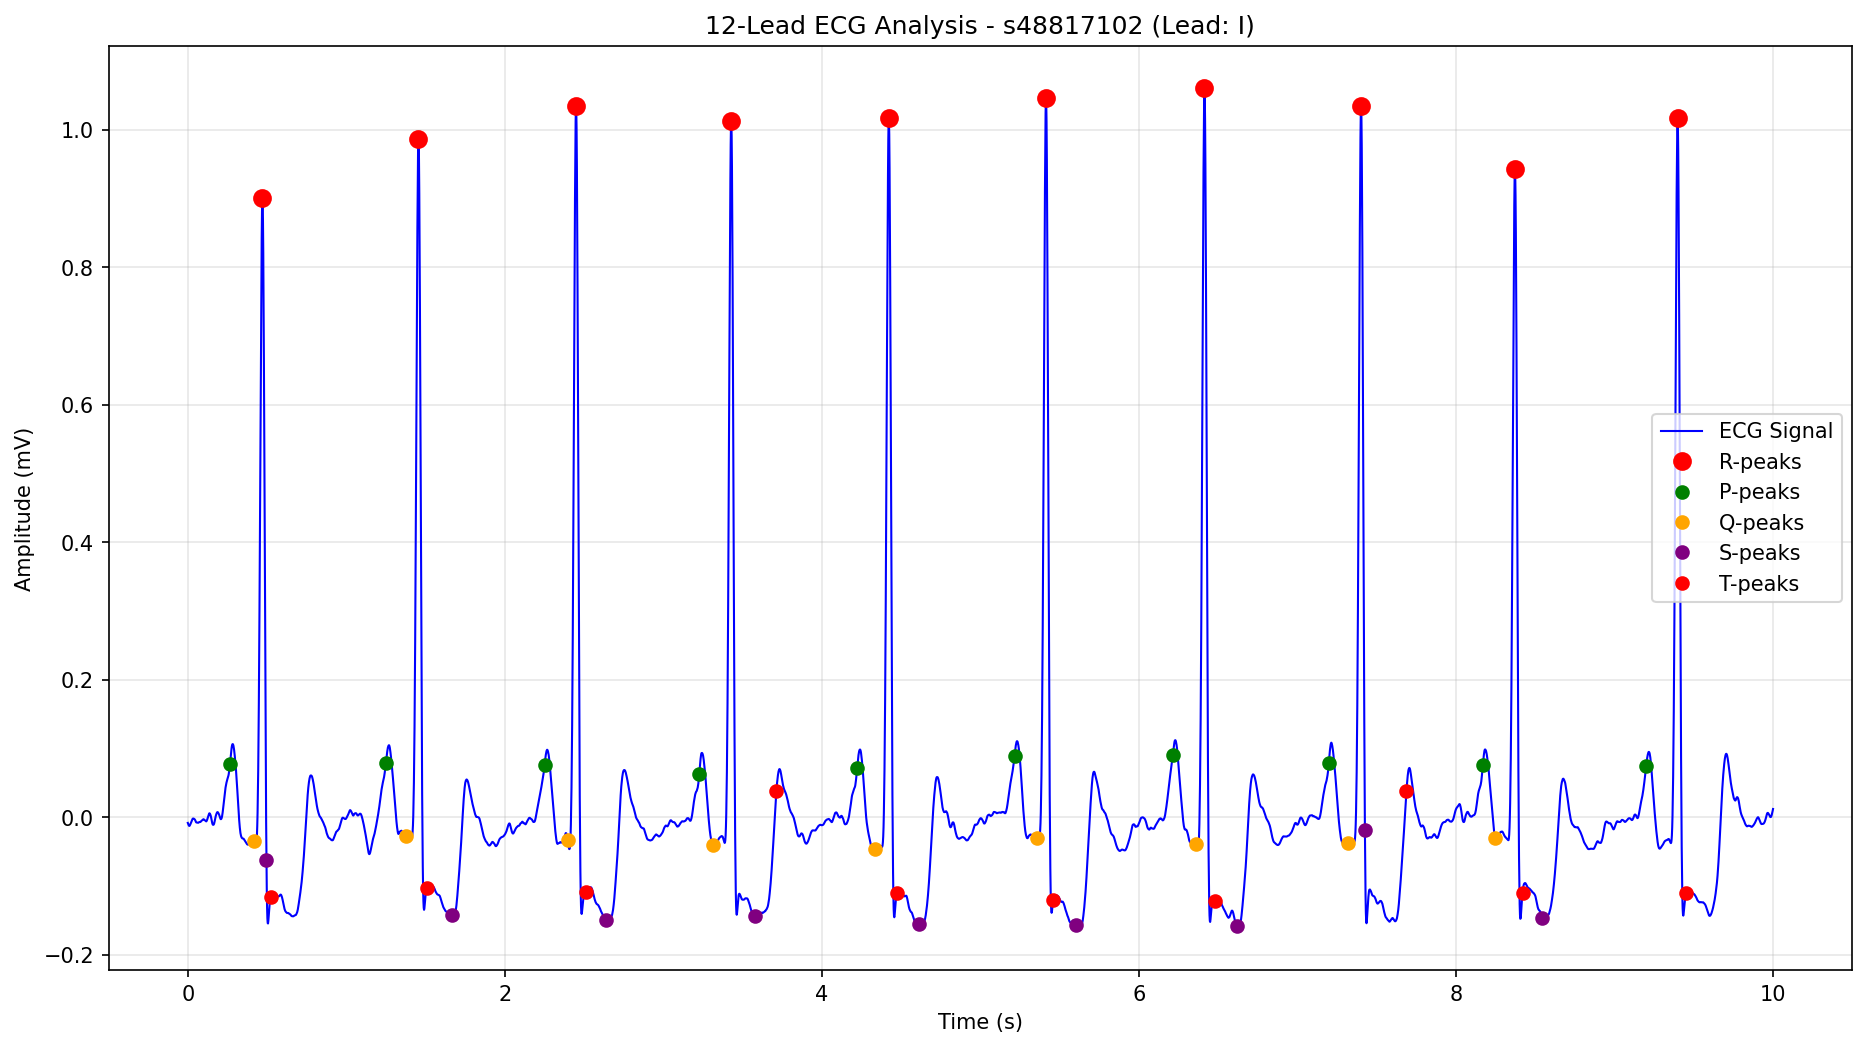 12-Lead ECG Analysis - s48817102 (Lead: I)
Amplitude (mV)
1.0
0.8
0.6
0.4
0.2
0.0
−0.2
ECG Signal
R-peaks
P-peaks
Q-peaks
S-peaks
T-peaks
0 2 4 6 8 10
Time (s)